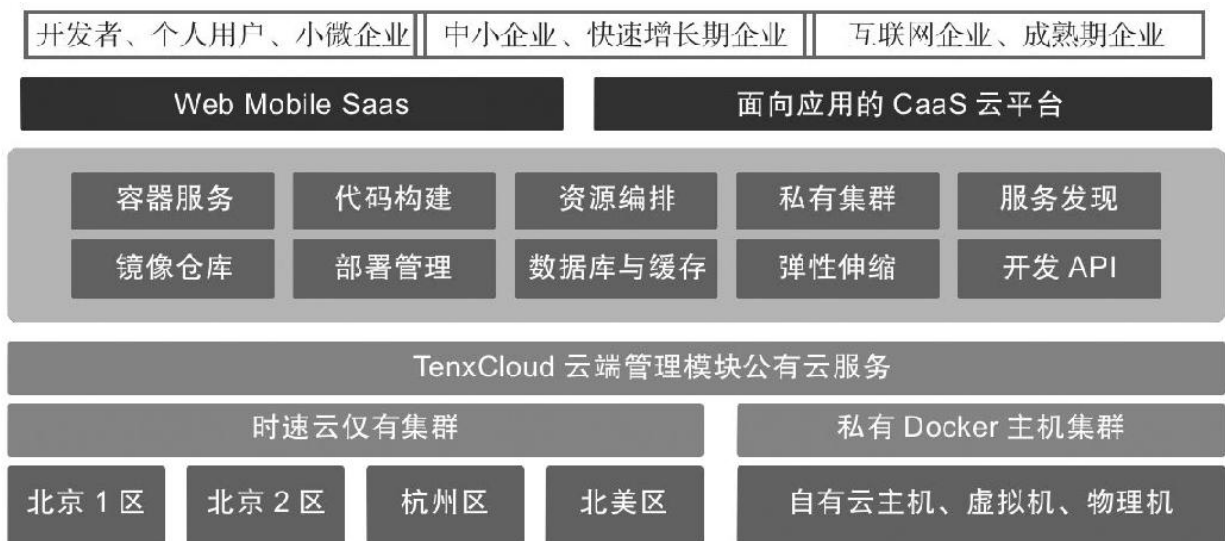 开发者、个人用户、小微企业 中小企业、快速增长期企业 互联网企业、成熟期企业
Web Mobile Saas 面向应用的 CaaS 云平台
容器服务 代码构建 资源编排 私有集群 服务发现
镜像仓库 部署管理 数据库与缓存 弹性伸缩 开发 API
TenxCloud 云端管理模块公有云服务
时速云仅有集群 私有 Docker 主机集群
北京 1 区 北京 2 区 杭州区 北美区 自有云主机、虚拟机、物理机